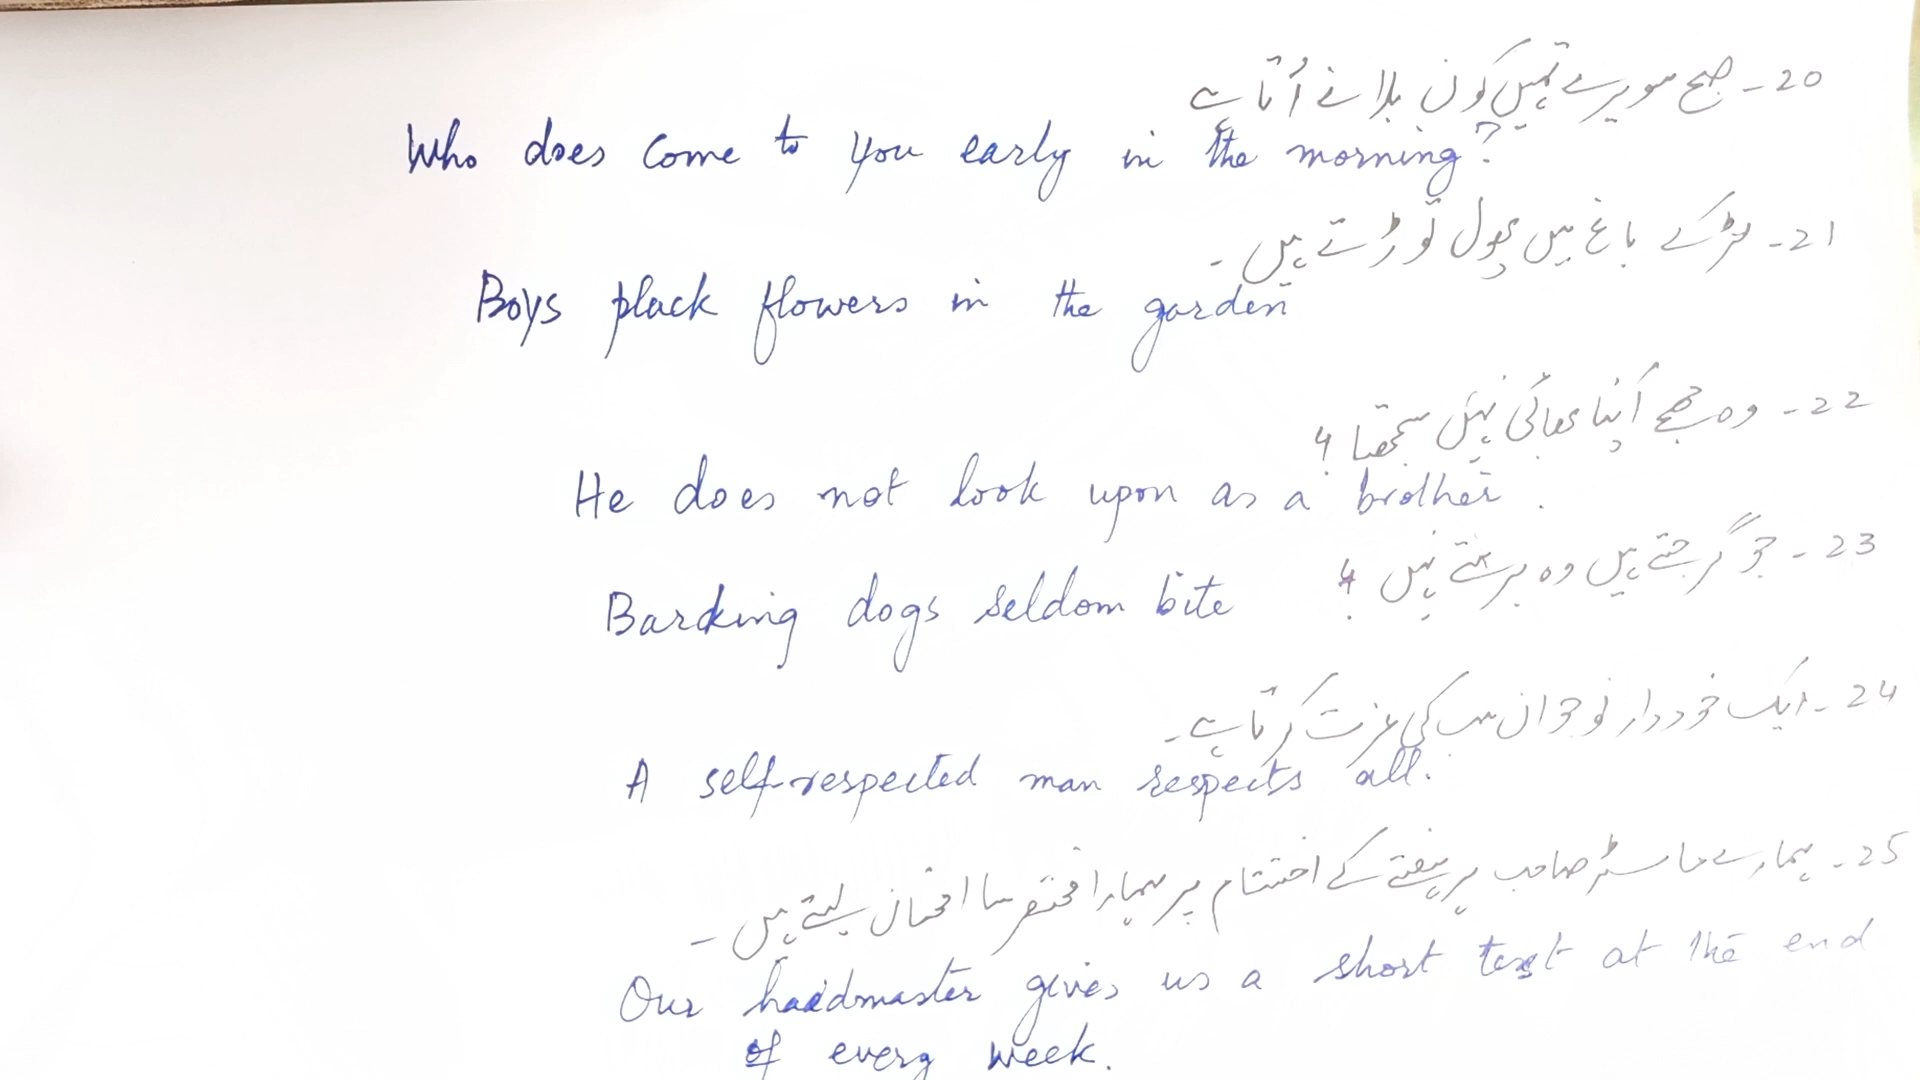 20۔ صبح سویرے تمہیں کون بلانے آتا ہے
Who does come to you early in the morning?
21۔ لڑکے باغ میں پھول توڑتے ہیں۔
Boys pluck flowers in the garden
22۔ وہ مجھے اپنا بھائی نہیں سمجھتا
He does not look upon as a brother.
23۔ جو گرجتے ہیں وہ برستے نہیں
Barking dogs seldom bite
24۔ ایک خوددار نوجوان سب کی عزت کرتا ہے۔
A self-respected man respects all.
25۔ ہمارے ماسٹر صاحب ہر ہفتے کے اختتام پر ہمارا مختصر سا امتحان لیتے ہیں۔
Our headmaster gives us a short test at the end
of every week.